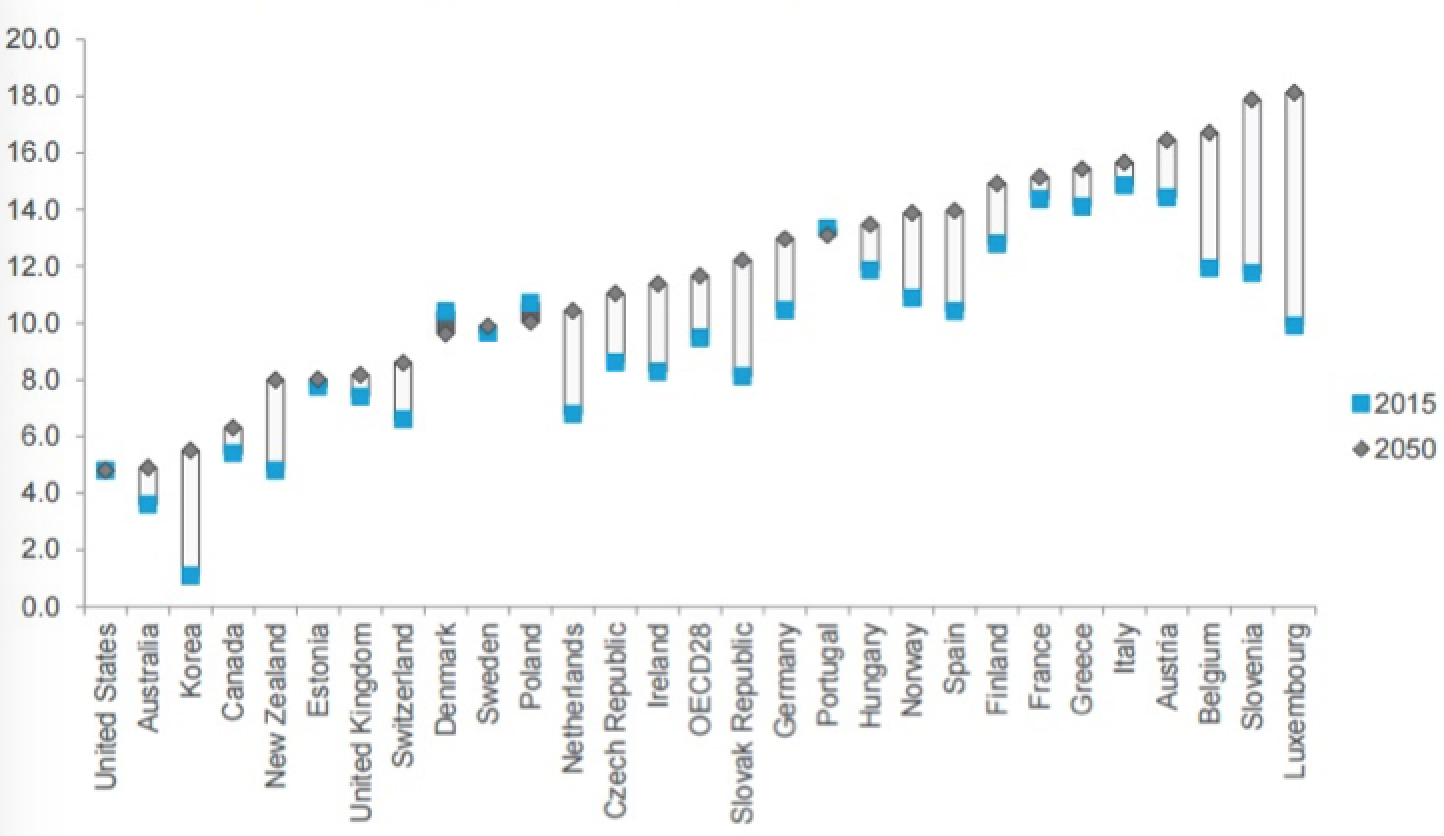 20.0
18.0
16.0
14.0
12.0
10.0
8.0
6.0
4.0
2.0
0.0
United States
Australia
Korea
Canada
New Zealand
Estonia
United Kingdom
Switzerland
Denmark
Sweden
Poland
Netherlands
Czech Republic
Ireland
OECD28
Slovak Republic
Germany
Portugal
Hungary
Norway
Spain
Finland
France
Greece
Italy
Austria
Belgium
Slovenia
Luxembourg
2015
2050